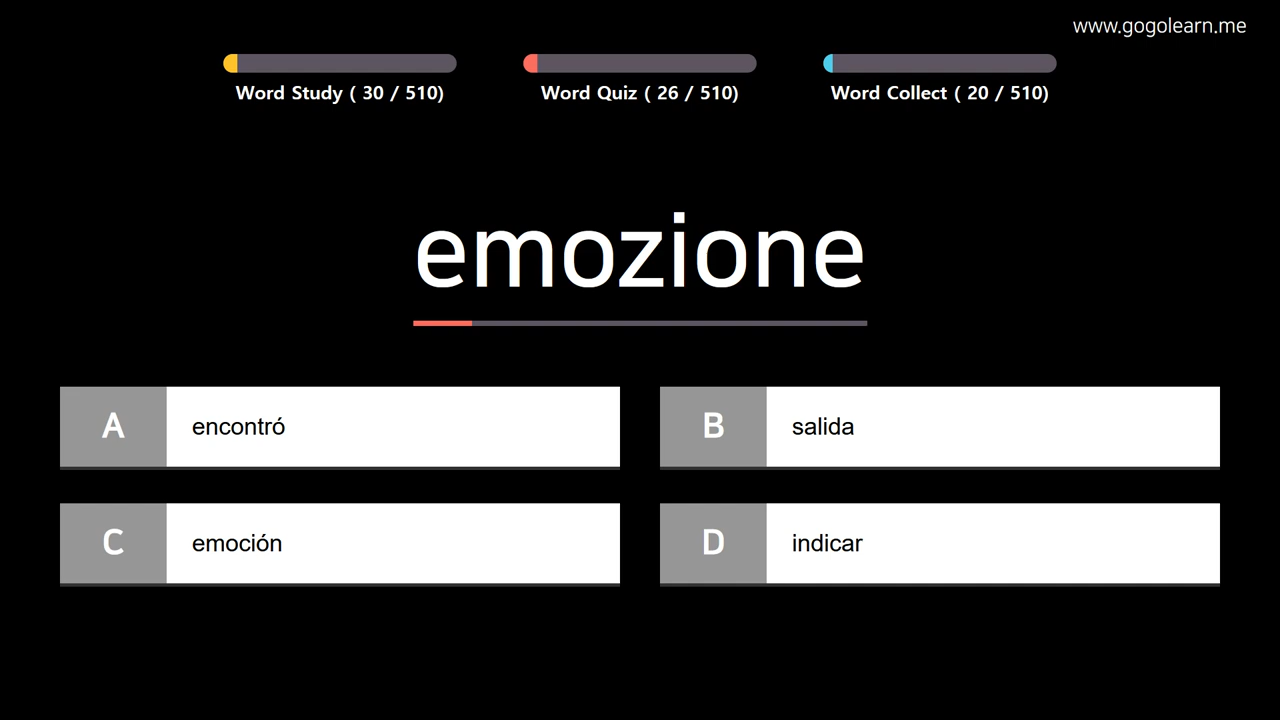 www.gogolearn.me
Word Study ( 30 / 510)
Word Quiz ( 26 / 510)
Word Collect ( 20 / 510)
emozione
A
encontró
B
salida
C
emoción
D
indicar